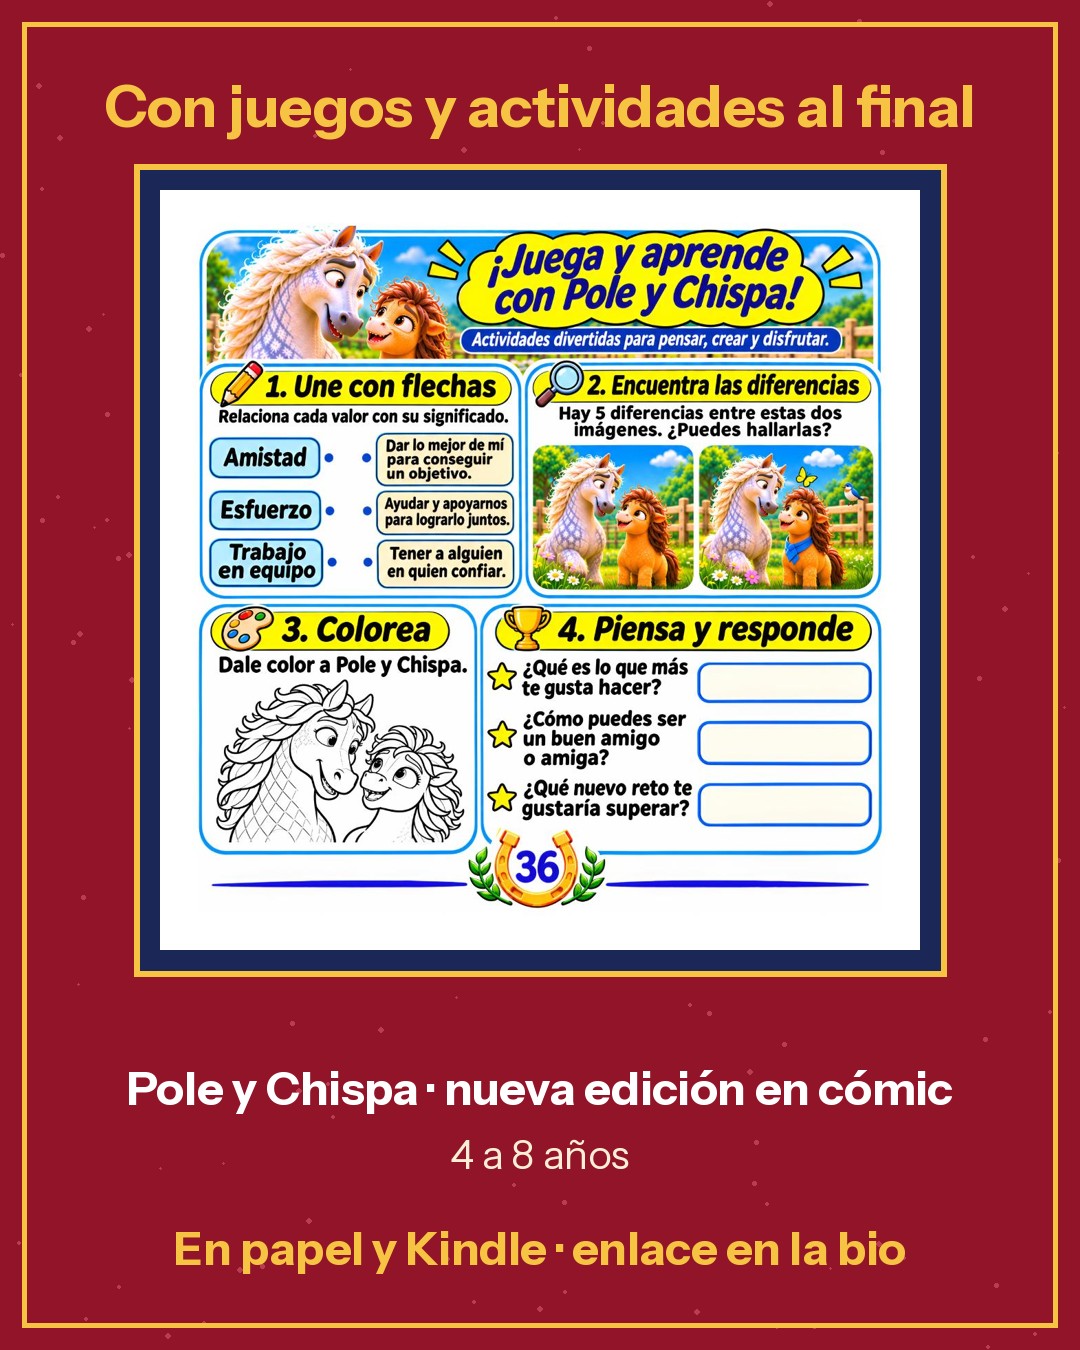 Con juegos y actividades al final
¡Juega y aprende
con Pole y Chispa!
Actividades divertidas para pensar, crear y disfrutar.
1. Une con flechas
Relaciona cada valor con su significado.
Amistad
Dar lo mejor de mí
para conseguir
un objetivo.
Esfuerzo
Ayudar y apoyarnos
para lograrlo juntos.
Trabajo
en equipo
Tener a alguien
en quien confiar.
2. Encuentra las diferencias
Hay 5 diferencias entre estas dos
imágenes. ¿Puedes hallarlas?
3. Colorea
Dale color a Pole y Chispa.
4. Piensa y responde
¿Qué es lo que más
te gusta hacer?
¿Cómo puedes ser
un buen amigo
o amiga?
¿Qué nuevo reto te
gustaría superar?
36
Pole y Chispa · nueva edición en cómic
4 a 8 años
En papel y Kindle · enlace en la bio